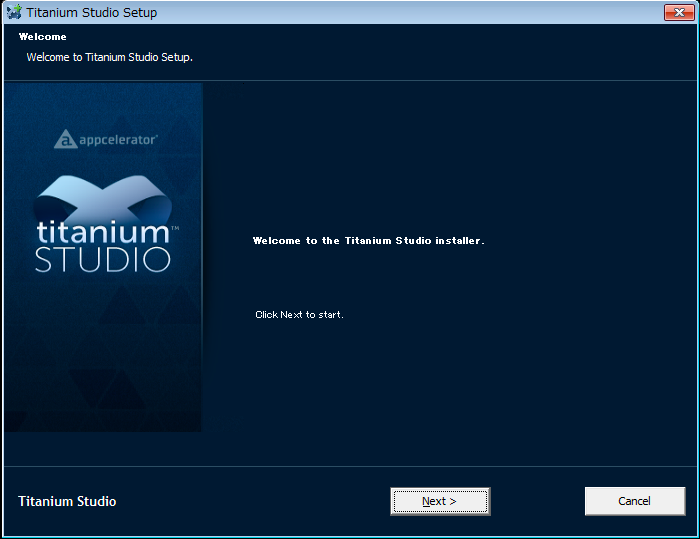 Titanium Studio Setup
Welcome
Welcome to Titanium Studio Setup.
appcelerator®
titanium™
STUDIO
Welcome to the Titanium Studio installer.
Click Next to start.
Titanium Studio
Next >
Cancel